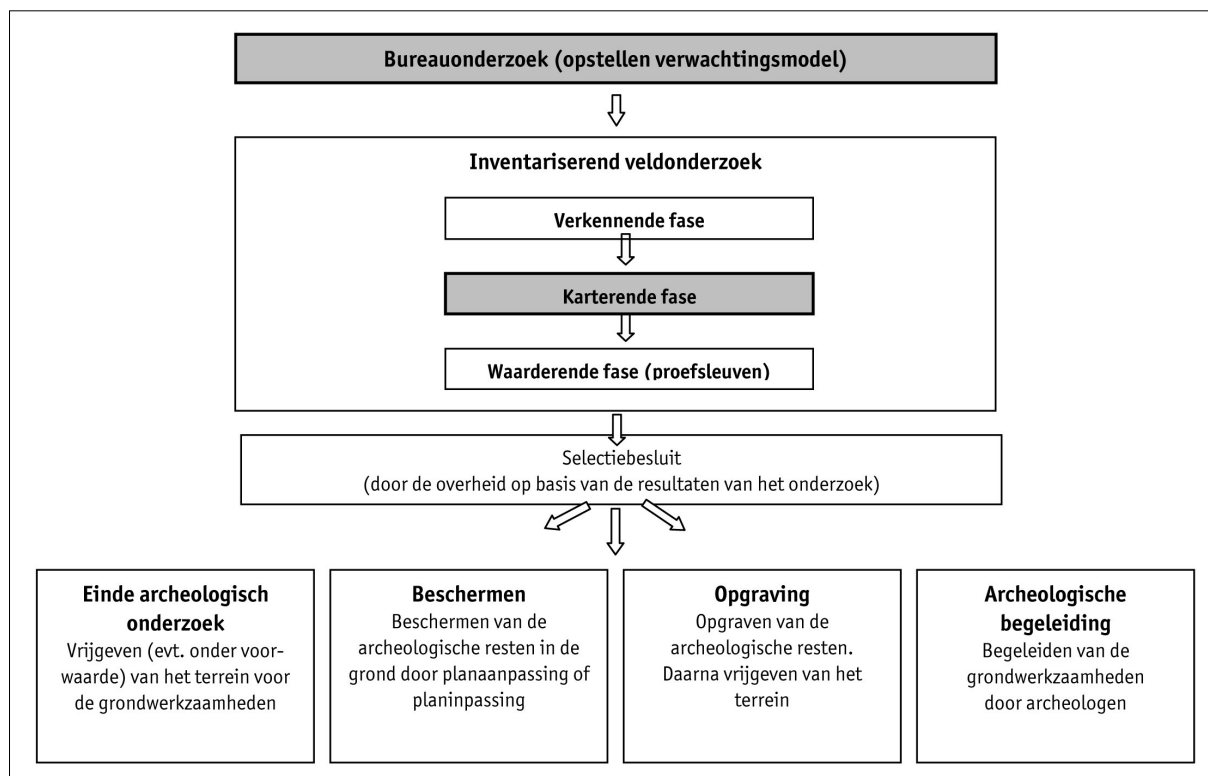 Bureauonderzoek (opstellen verwachtingsmodel)
Inventariserend veldonderzoek
Verkennende fase
Karterende fase
Waarderende fase (proefsleuven)
Selectiebesluit
(door de overheid op basis van de resultaten van het onderzoek)
Einde archeologisch
onderzoek
Vrijgeven (evt. onder voor-
waarde) van het terrein voor
de grondwerkzaamheden
Beschermen
Beschermen van de
archeologische resten in de
grond door planaanpassing of
planinpassing
Opgraving
Opgraven van de
archeologische resten.
Daarna vrijgeven van het
terrein
Archeologische
begeleiding
Begeleiden van de
grondwerkzaamheden
door archeologen